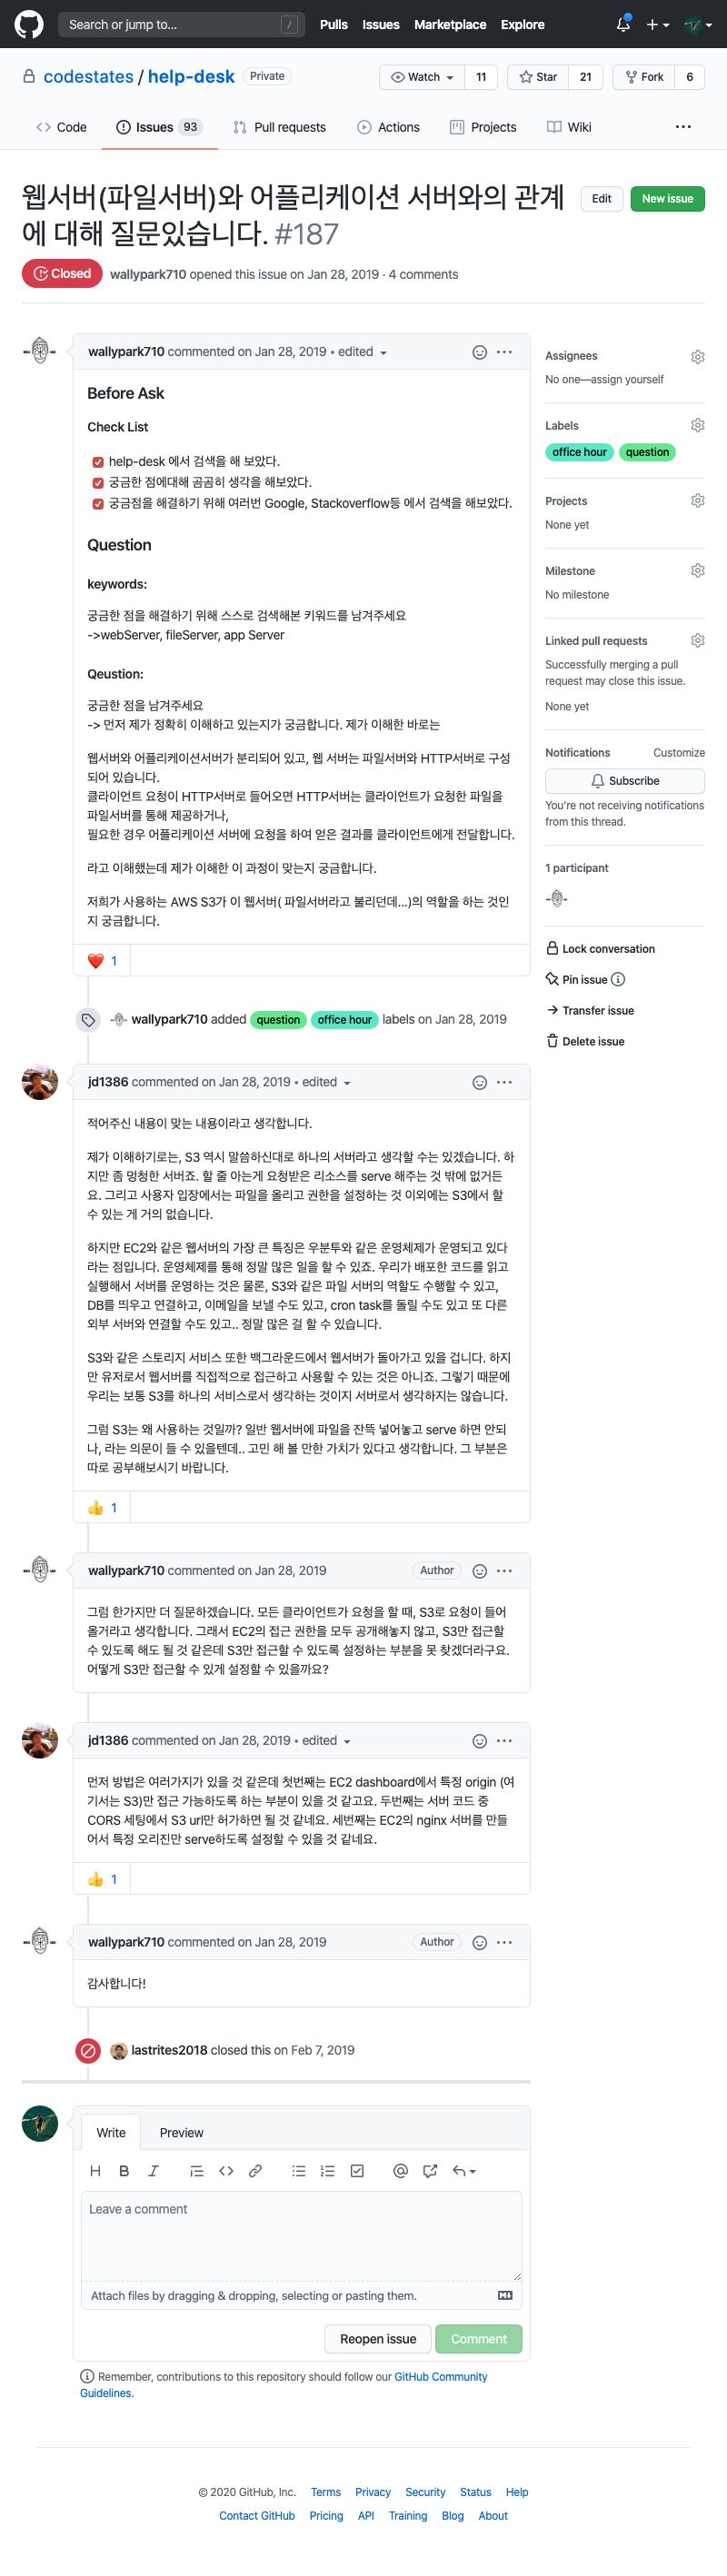 Search or jump to...
/
Pulls Issues Marketplace Explore
codestates / help-desk Private
Watch 11 Star 21 Fork 6
Code Issues 93 Pull requests Actions Projects Wiki ...
웹서버(파일서버)와 어플리케이션 서버와의 관계
에 대해 질문있습니다. #187
Edit New issue
Closed wallypark710 opened this issue on Jan 28, 2019 · 4 comments
wallypark710 commented on Jan 28, 2019 • edited
Before Ask
Check List
help-desk 에서 검색을 해 보았다.
궁금한 점에대해 곰곰히 생각을 해보았다.
궁금점을 해결하기 위해 여러번 Google, Stackoverflow등 에서 검색을 해보았다.
Question
keywords:
궁금한 점을 해결하기 위해 스스로 검색해본 키워드를 남겨주세요
->webServer, fileServer, app Server
Qeustion:
궁금한 점을 남겨주세요
-> 먼저 제가 정확히 이해하고 있는지가 궁금합니다. 제가 이해한 바로는
웹서버와 어플리케이션서버가 분리되어 있고, 웹 서버는 파일서버와 HTTP서버로 구성
되어 있습니다.
클라이언트 요청이 HTTP서버로 들어오면 HTTP서버는 클라이언트가 요청한 파일을
파일서버를 통해 제공하거나,
필요한 경우 어플리케이션 서버에 요청을 하여 얻은 결과를 클라이언트에게 전달합니다.
라고 이해했는데 제가 이해한 이 과정이 맞는지 궁금합니다.
저희가 사용하는 AWS S3가 이 웹서버( 파일서버라고 불리던데...)의 역할을 하는 것인
지 궁금합니다.
1
Assignees
No one—assign yourself
Labels
office hour question
Projects
None yet
Milestone
No milestone
Linked pull requests
Successfully merging a pull
request may close this issue.
None yet
Notifications Customize
Subscribe
You're not receiving notifications
from this thread.
1 participant
Lock conversation
Pin issue
Transfer issue
Delete issue
wallypark710 added question office hour labels on Jan 28, 2019
jd1386 commented on Jan 28, 2019 • edited
적어주신 내용이 맞는 내용이라고 생각합니다.
제가 이해하기로는, S3 역시 말씀하신대로 하나의 서버라고 생각할 수는 있겠습니다. 하
지만 좀 멍청한 서버죠. 할 줄 아는게 요청받은 리소스를 serve 해주는 것 밖에 없거든
요. 그리고 사용자 입장에서는 파일을 올리고 권한을 설정하는 것 이외에는 S3에서 할
수 있는 게 거의 없습니다.
하지만 EC2와 같은 웹서버의 가장 큰 특징은 우분투와 같은 운영체제가 운영되고 있다
라는 점입니다. 운영체제를 통해 정말 많은 일을 할 수 있죠. 우리가 배포한 코드를 읽고
실행해서 서버를 운영하는 것은 물론, S3와 같은 파일 서버의 역할도 수행할 수 있고,
DB를 띄우고 연결하고, 이메일을 보낼 수도 있고, cron task를 돌릴 수도 있고 또 다른
외부 서버와 연결할 수도 있고.. 정말 많은 걸 할 수 있습니다.
S3와 같은 스토리지 서비스 또한 백그라운드에서 웹서버가 돌아가고 있을 겁니다. 하지
만 유저로서 웹서버를 직접적으로 접근하고 사용할 수 있는 것은 아니죠. 그렇기 때문에
우리는 보통 S3를 하나의 서비스로서 생각하는 것이지 서버로서 생각하지는 않습니다.
그럼 S3는 왜 사용하는 것일까? 일반 웹서버에 파일을 잔뜩 넣어놓고 serve 하면 안되
나, 라는 의문이 들 수 있을텐데.. 고민 해 볼 만한 가치가 있다고 생각합니다. 그 부분은
따로 공부해보시기 바랍니다.
1
wallypark710 commented on Jan 28, 2019 Author
그럼 한가지만 더 질문하겠습니다. 모든 클라이언트가 요청을 할 때, S3로 요청이 들어
올거라고 생각합니다. 그래서 EC2의 접근 권한을 모두 공개해놓지 않고, S3만 접근할
수 있도록 해도 될 것 같은데 S3만 접근할 수 있도록 설정하는 부분을 못 찾겠더라구요.
어떻게 S3만 접근할 수 있게 설정할 수 있을까요?
jd1386 commented on Jan 28, 2019 • edited
먼저 방법은 여러가지가 있을 것 같은데 첫번째는 EC2 dashboard에서 특정 origin (여
기서는 S3)만 접근 가능하도록 하는 부분이 있을 것 같고요. 두번째는 서버 코드 중
CORS 세팅에서 S3 url만 허가하면 될 것 같네요. 세번째는 EC2의 nginx 서버를 만들
어서 특정 오리진만 serve하도록 설정할 수 있을 것 같네요.
1
wallypark710 commented on Jan 28, 2019 Author
감사합니다!
lastrites2018 closed this on Feb 7, 2019
Write Preview
H B I
Leave a comment
Attach files by dragging & dropping, selecting or pasting them.
Reopen issue Comment
Remember, contributions to this repository should follow our GitHub Community
Guidelines.
© 2020 GitHub, Inc. Terms Privacy Security Status Help
Contact GitHub Pricing API Training Blog About